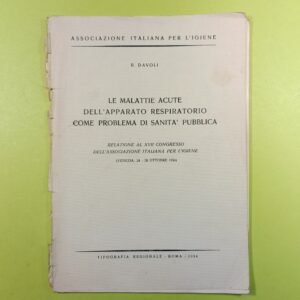 ASSOCIAZIONE ITALIANA PER L'IGIENE
R. DAVOLI
LE MALATTIE ACUTE
DELL'APPARATO RESPIRATORIO
COME PROBLEMA DI SANITA' PUBBLICA
RELAZIONE AL XVII CONGRESSO
DELL'ASSOCIAZIONE ITALIANA PER L'IGIENE
TIPOGRAFIA REGIONALE - ROMA -